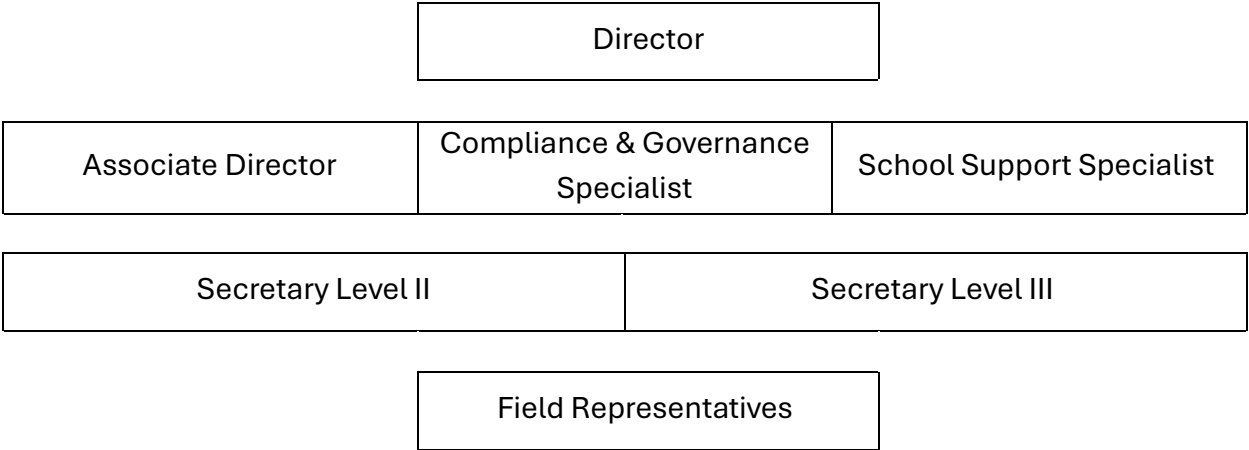 Director
Associate Director
Compliance & Governance
Specialist
School Support Specialist
Secretary Level II
Secretary Level III
Field Representatives